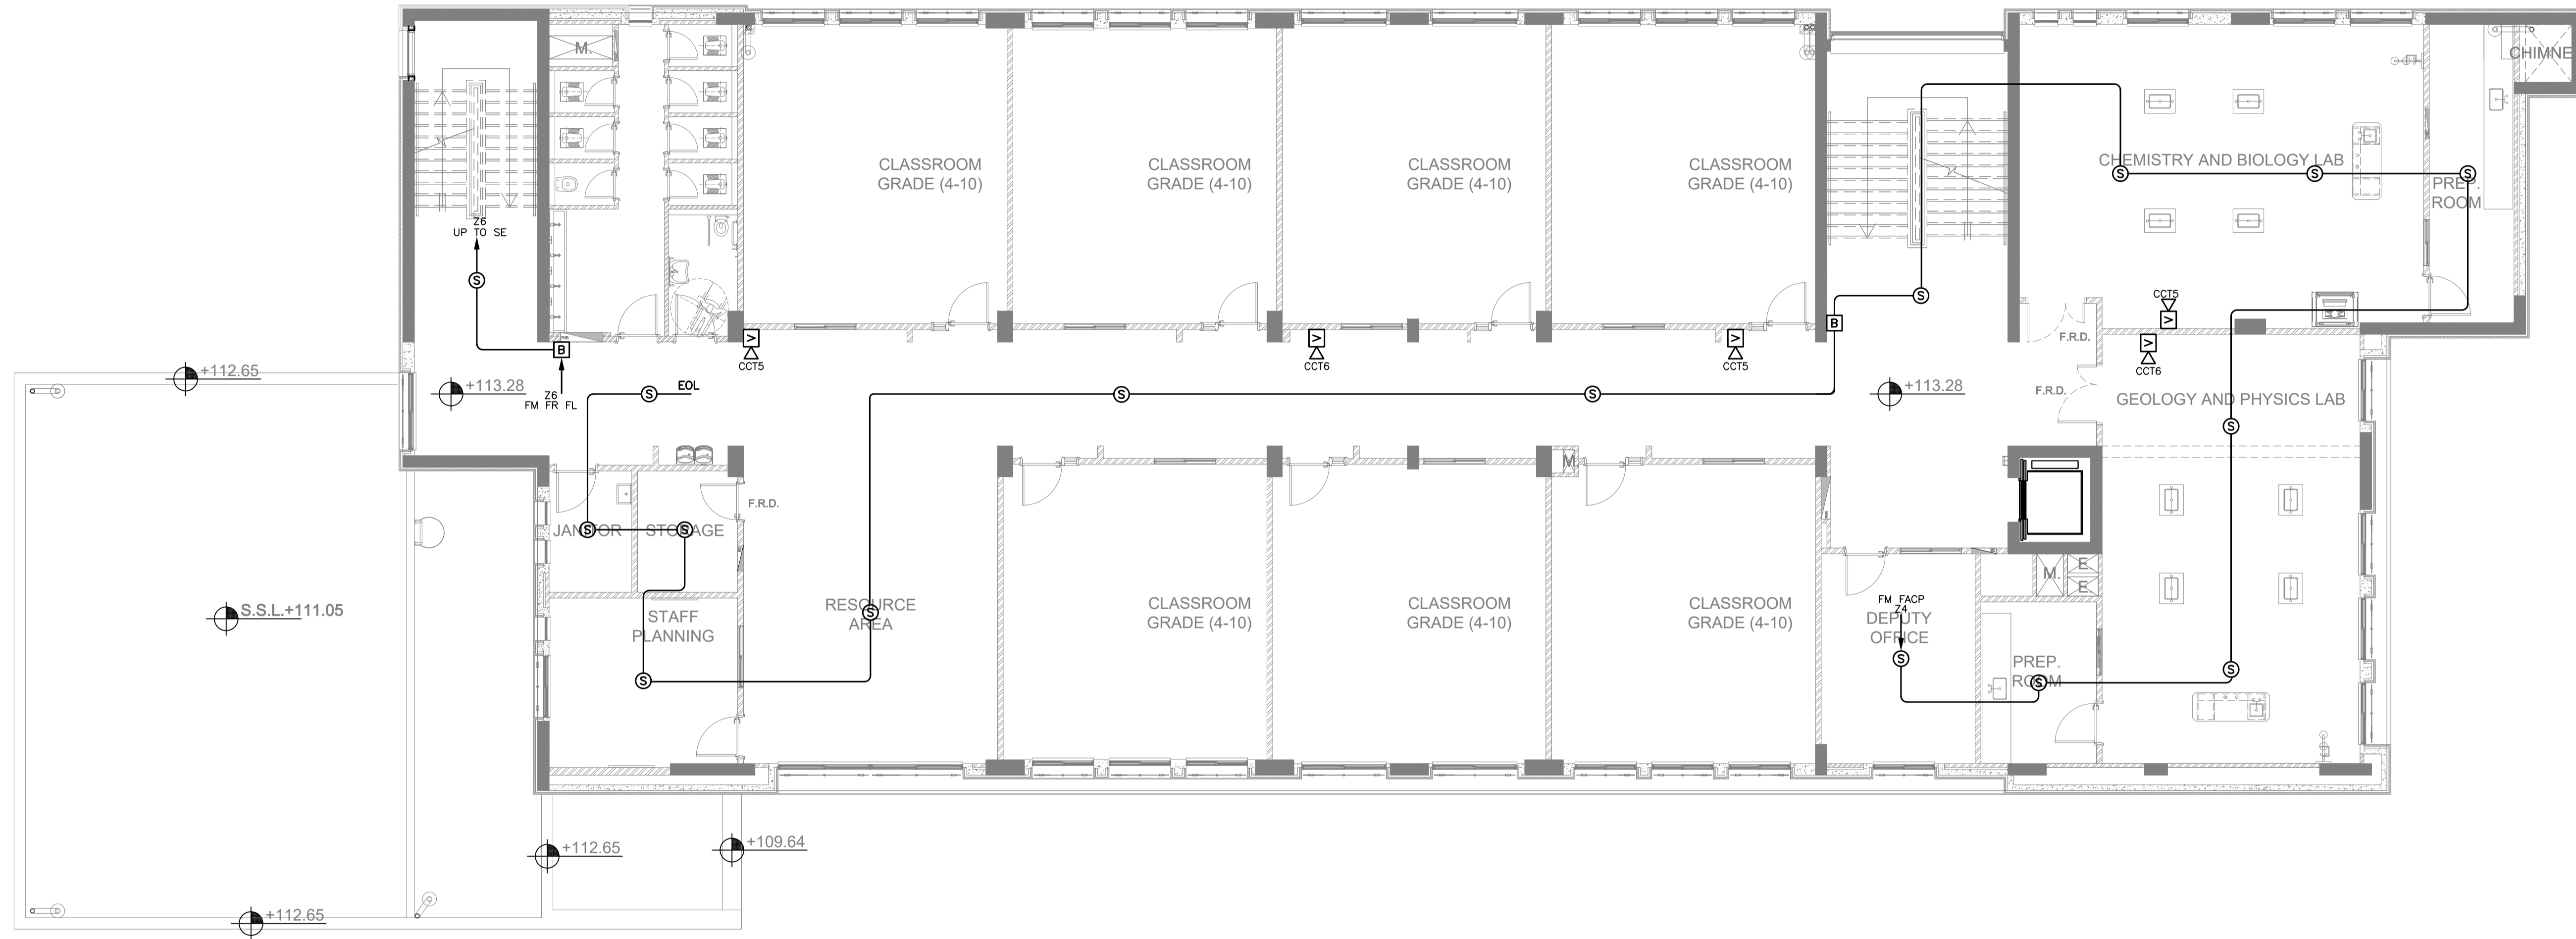 M.
CHIMNE
CLASSROOM
GRADE (4-10)
CLASSROOM
GRADE (4-10)
CLASSROOM
GRADE (4-10)
CLASSROOM
GRADE (4-10)
CHEMISTRY AND BIOLOGY LAB
S
S
S
PREP.
ROOM
Z6
UP TO SE
S
S
CCT5
V
B
V
V
V
B
V
CCT5
CCT6
CCT5
CCT6
F.R.D.
Z6
FM FR FL
+112.65
+113.28
S
EOL
S
S
+113.28
F.R.D.
GEOLOGY AND PHYSICS LAB
S
M.
F.R.D.
JANITOR
S
STORAGE
S
M.
E.
E.
S.S.L.+111.05
STAFF
PLANNING
S
RESOURCE
AREA
S
CLASSROOM
GRADE (4-10)
CLASSROOM
GRADE (4-10)
CLASSROOM
GRADE (4-10)
FM FACP
Z4
DEPUTY
OFFICE
S
PREP.
ROOM
S
S
+112.65
+109.64
+112.65